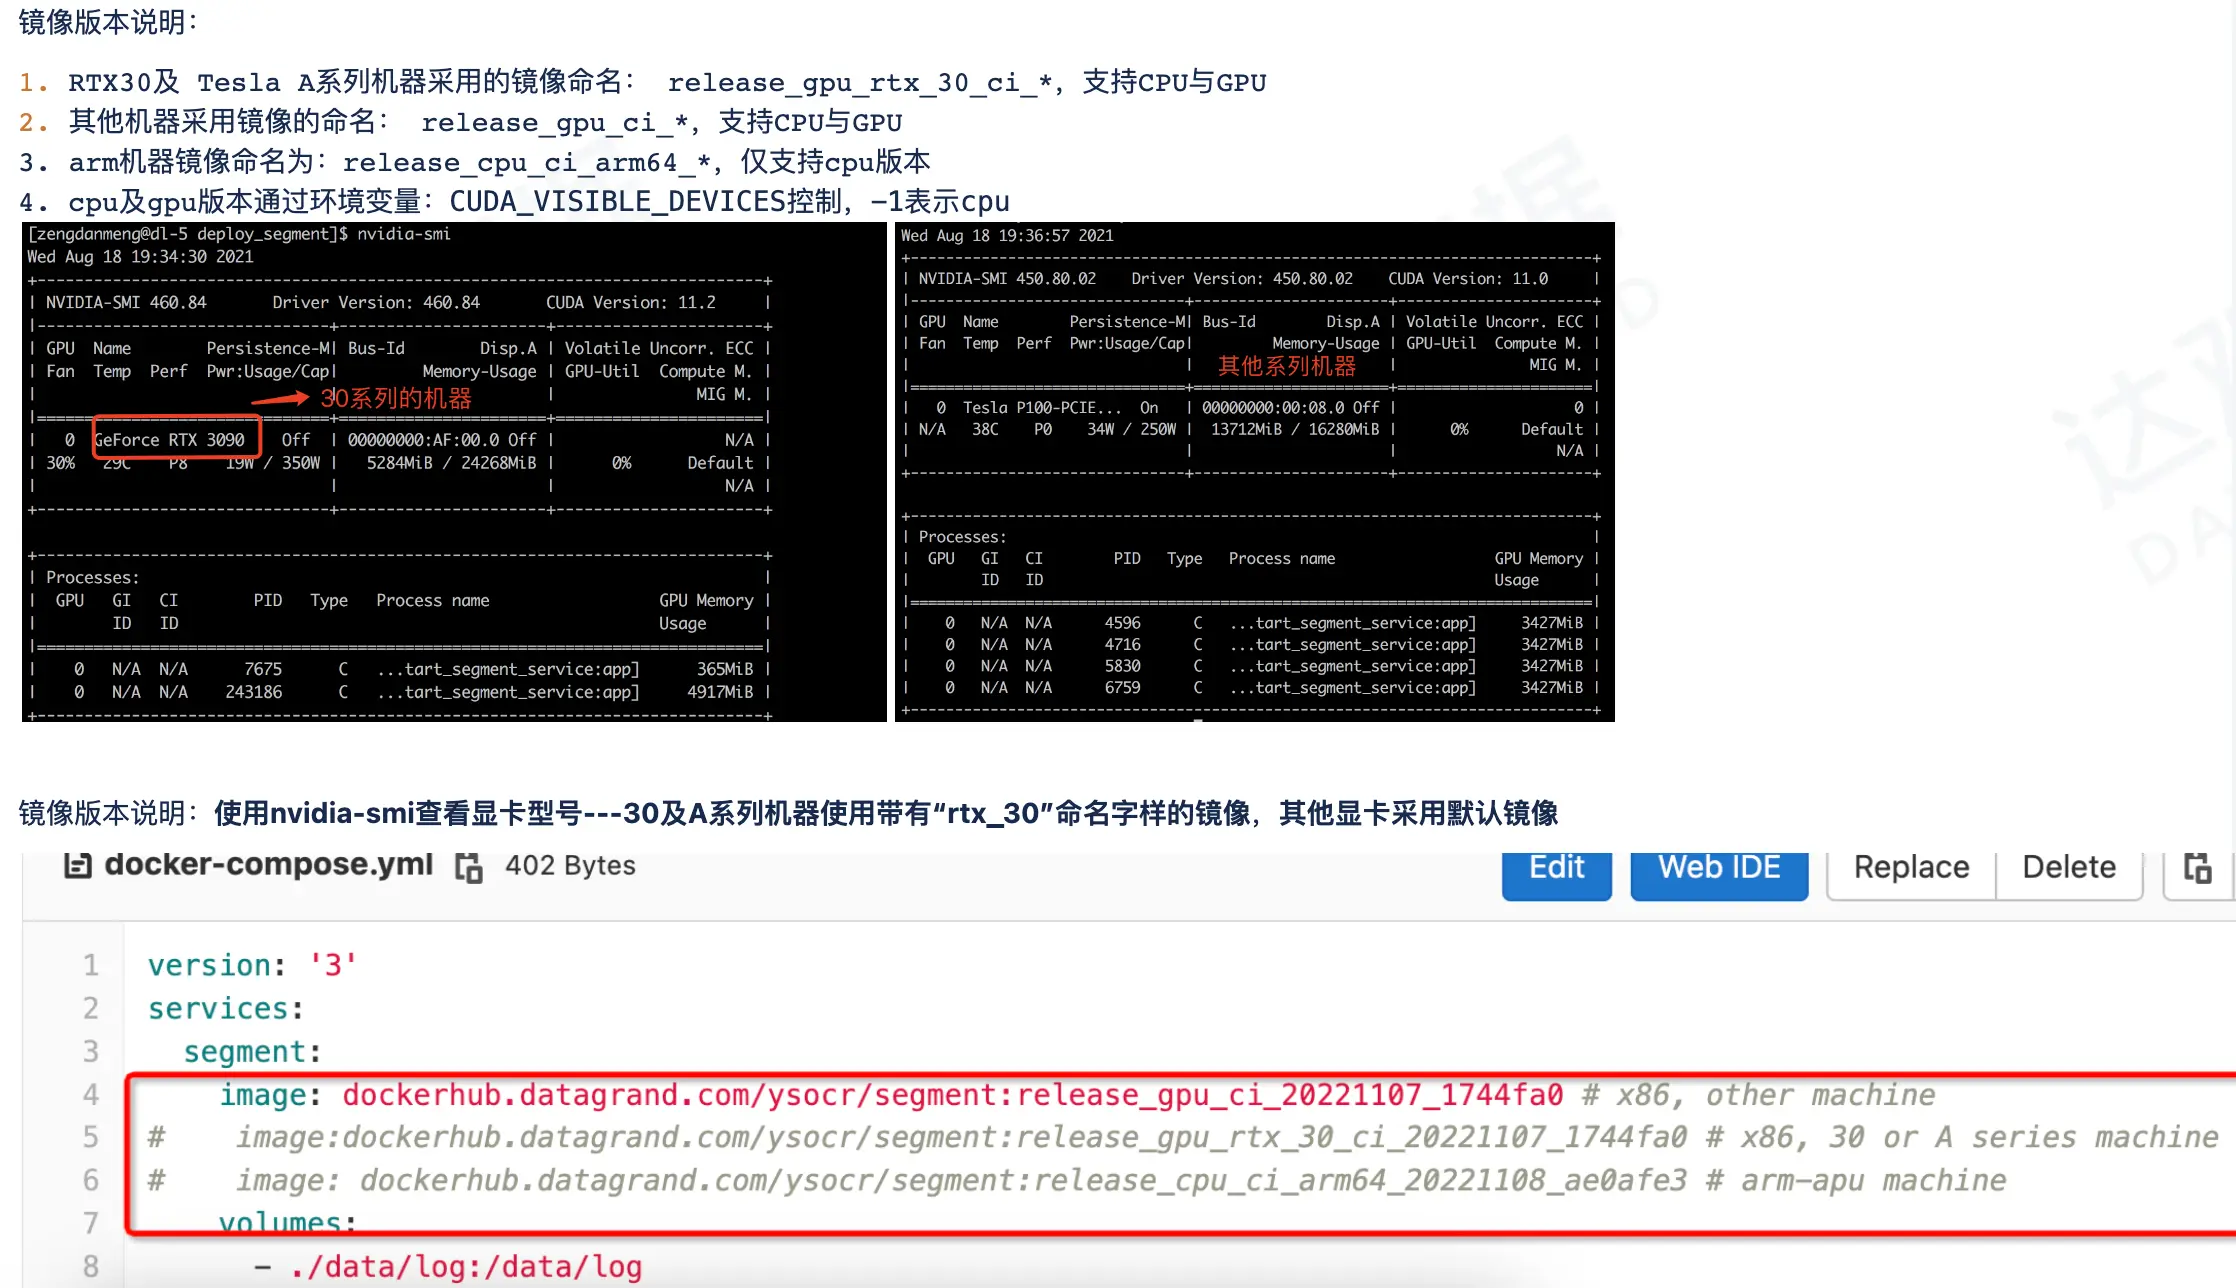 镜像版本说明：
1. RTX30及 Tesla A系列机器采用的镜像命名： release_gpu_rtx_30_ci_*，支持CPU与GPU
2. 其他机器采用镜像的命名： release_gpu_ci_*，支持CPU与GPU
3. arm机器镜像命名为：release_cpu_ci_arm64_*，仅支持cpu版本
4. cpu及gpu版本通过环境变量：CUDA_VISIBLE_DEVICES控制，-1表示cpu
[zengdanmeng@dl-5 deploy_segment]$ nvidia-smi
Wed Aug 18 19:34:30 2021
NVIDIA-SMI 460.84 Driver Version: 460.84 CUDA Version: 11.2
GPU Name Persistence-M| Bus-Id Disp.A | Volatile Uncorr. ECC |
Fan Temp Perf Pwr:Usage/Cap| Memory-Usage | GPU-Util Compute M. |
30系列的机器 | MIG M. |
0 GeForce RTX 3090 Off | 00000000:AF:00.0 Off | N/A |
30% 29C P8 19W / 350W | 5284MiB / 24268MiB | 0% Default |
N/A |
Processes:
GPU GI CI PID Type Process name GPU Memory |
ID ID Usage |
0 N/A N/A 7675 C ...tart_segment_service:app] 365MiB |
0 N/A N/A 243186 C ...tart_segment_service:app] 4917MiB |
Wed Aug 18 19:36:57 2021
NVIDIA-SMI 450.80.02 Driver Version: 450.80.02 CUDA Version: 11.0 |
GPU Name Persistence-M| Bus-Id Disp.A | Volatile Uncorr. ECC |
Fan Temp Perf Pwr:Usage/Cap| Memory-Usage | GPU-Util Compute M. |
其他系列机器 | MIG M. |
0 Tesla P100-PCIE... On | 00000000:00:08.0 Off | 0 |
N/A 38C P0 34W / 250W | 13712MiB / 16280MiB | 0% Default |
N/A |
Processes:
GPU GI CI PID Type Process name GPU Memory |
ID ID Usage |
0 N/A N/A 4596 C ...tart_segment_service:app] 3427MiB |
0 N/A N/A 4716 C ...tart_segment_service:app] 3427MiB |
0 N/A N/A 5830 C ...tart_segment_service:app] 3427MiB |
0 N/A N/A 6759 C ...tart_segment_service:app] 3427MiB |
镜像版本说明：使用nvidia-smi查看显卡型号---30及A系列机器使用带有“rtx_30”命名字样的镜像，其他显卡采用默认镜像
docker-compose.yml 402 Bytes Edit Web IDE Replace Delete
1 version: '3'
2 services:
3 segment:
4 image: dockerhub.datagrand.com/ysocr/segment:release_gpu_ci_20221107_1744fa0 # x86, other machine
5 # image:dockerhub.datagrand.com/ysocr/segment:release_gpu_rtx_30_ci_20221107_1744fa0 # x86, 30 or A series machine
6 # image: dockerhub.datagrand.com/ysocr/segment:release_cpu_ci_arm64_20221108_ae0afe3 # arm-apu machine
7 volumes:
8 - ./data/log:/data/log